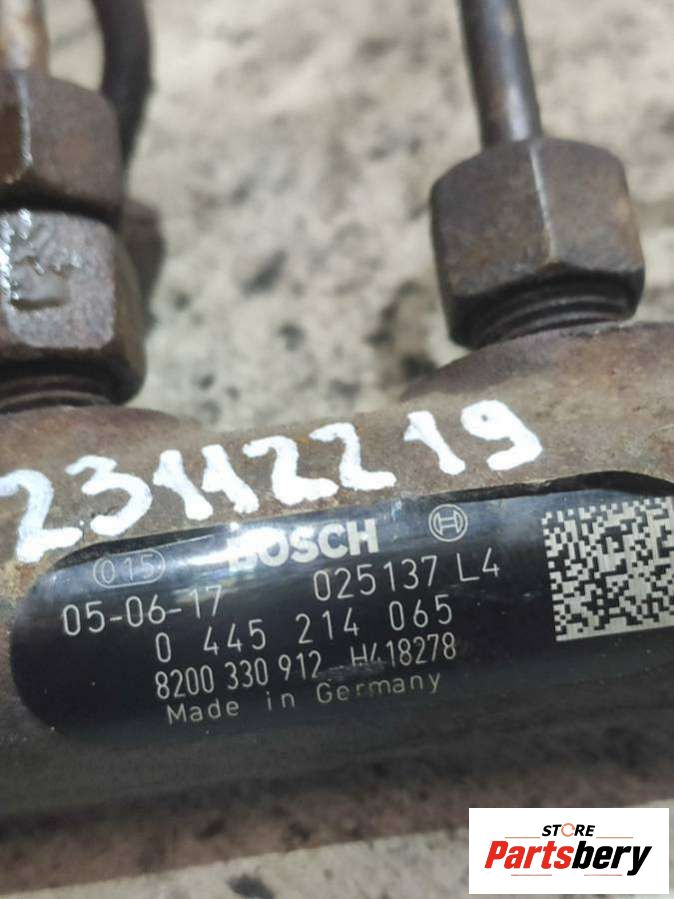 23112219
BOSCH
015
05-06-17 025137 L4
0 445 214 065
8200 330 912 H418278
Made in Germany
STORE
Partsbery